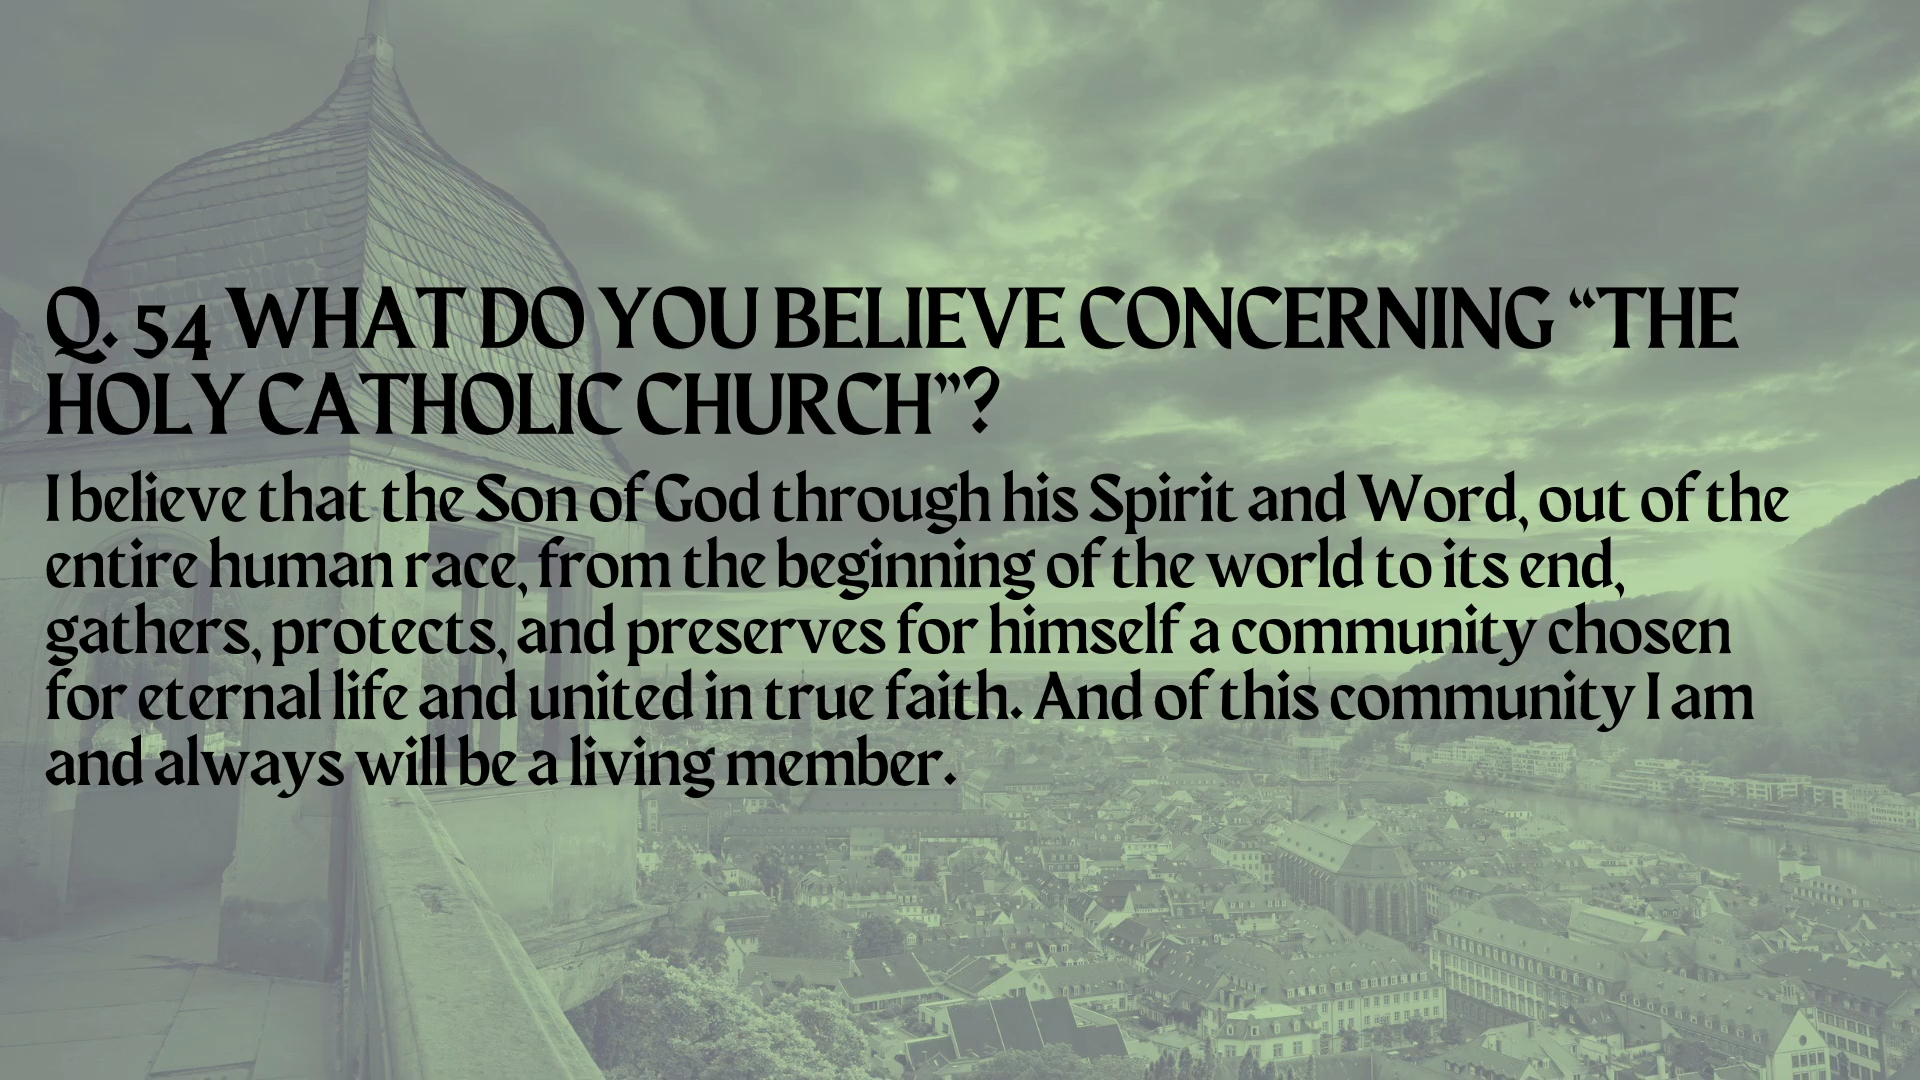 Q. 54 WHAT DO YOU BELIEVE CONCERNING “THE
HOLY CATHOLIC CHURCH”?
I believe that the Son of God through his Spirit and Word, out of the
entire human race, from the beginning of the world to its end,
gathers, protects, and preserves for himself a community chosen
for eternal life and united in true faith. And of this community I am
and always will be a living member.